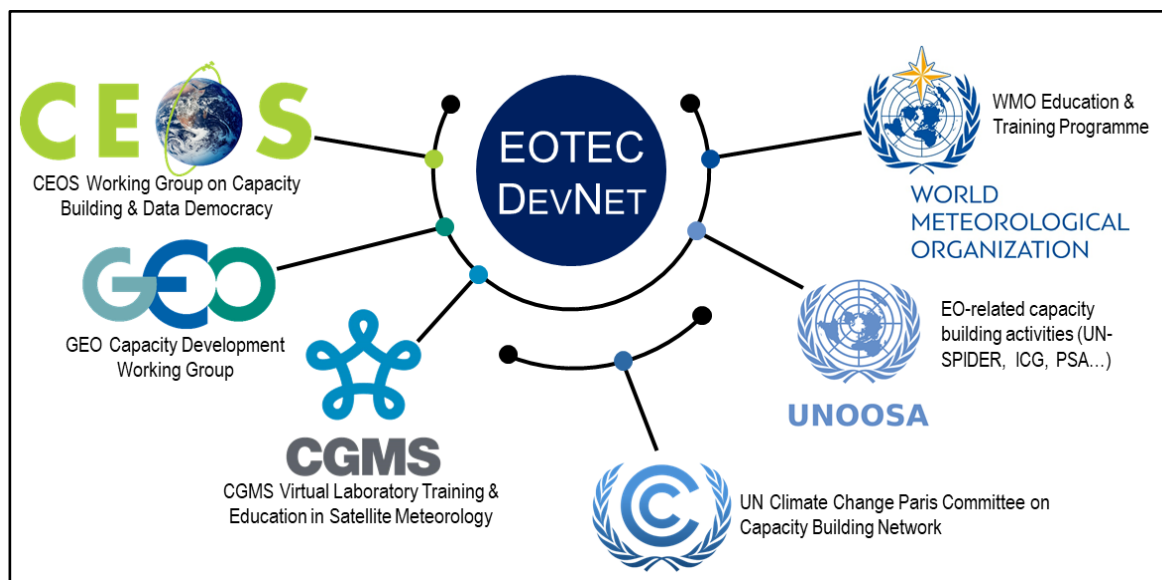 CEOS
CEOS Working Group on Capacity
Building & Data Democracy
GEO
GEO Capacity Development
Working Group
CGMS
CGMS Virtual Laboratory Training &
Education in Satellite Meteorology
EOTEC
DEVNET
WMO Education &
Training Programme
WORLD
METEOROLOGICAL
ORGANIZATION
EO-related capacity
building activities (UN-
SPIDER, ICG, PSA…)
UNOOSA
UN Climate Change Paris Committee on
Capacity Building Network